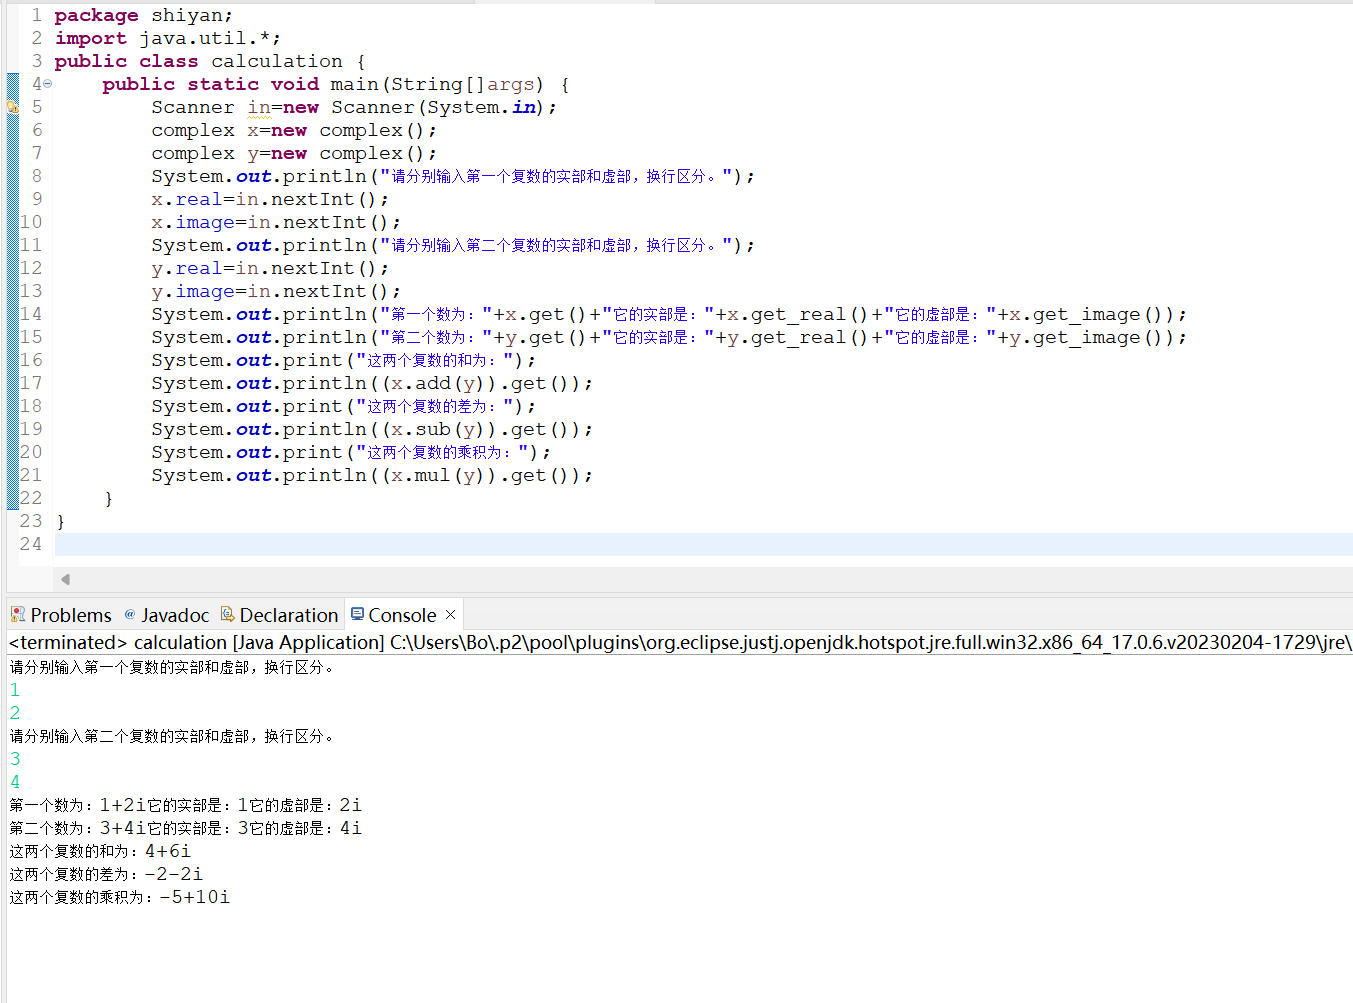 1 package shiyan;
2 import java.util.*;
3 public class calculation {
4 public static void main(String[]args) {
5 Scanner in=new Scanner(System.in);
6 complex x=new complex();
7 complex y=new complex();
8 System.out.println("请分别输入第一个复数的实部和虚部，换行区分。");
9 x.real=in.nextInt();
10 x.image=in.nextInt();
11 System.out.println("请分别输入第二个复数的实部和虚部，换行区分。");
12 y.real=in.nextInt();
13 y.image=in.nextInt();
14 System.out.println("第一个数为："+x.get()+"它的实部是："+x.get_real()+"它的虚部是："+x.get_image());
15 System.out.println("第二个数为："+y.get()+"它的实部是："+y.get_real()+"它的虚部是："+y.get_image());
16 System.out.print("这两个复数的和为：");
17 System.out.println((x.add(y)).get());
18 System.out.print("这两个复数的差为：");
19 System.out.println((x.sub(y)).get());
20 System.out.print("这两个复数的乘积为：");
21 System.out.println((x.mul(y)).get());
22 }
23 }
24
Problems @ Javadoc Declaration Console
<terminated> calculation [Java Application] C:\Users\Bo\.p2\pool\plugins\org.eclipse.justj.openjdk.hotspot.jre.full.win32.x86_64_17.0.6.v20230204-1729\jre\
请分别输入第一个复数的实部和虚部，换行区分。
1
2
请分别输入第二个复数的实部和虚部，换行区分。
3
4
第一个数为：1+2i它的实部是：1它的虚部是：2i
第二个数为：3+4i它的实部是：3它的虚部是：4i
这两个复数的和为：4+6i
这两个复数的差为：-2-2i
这两个复数的乘积为：-5+10i